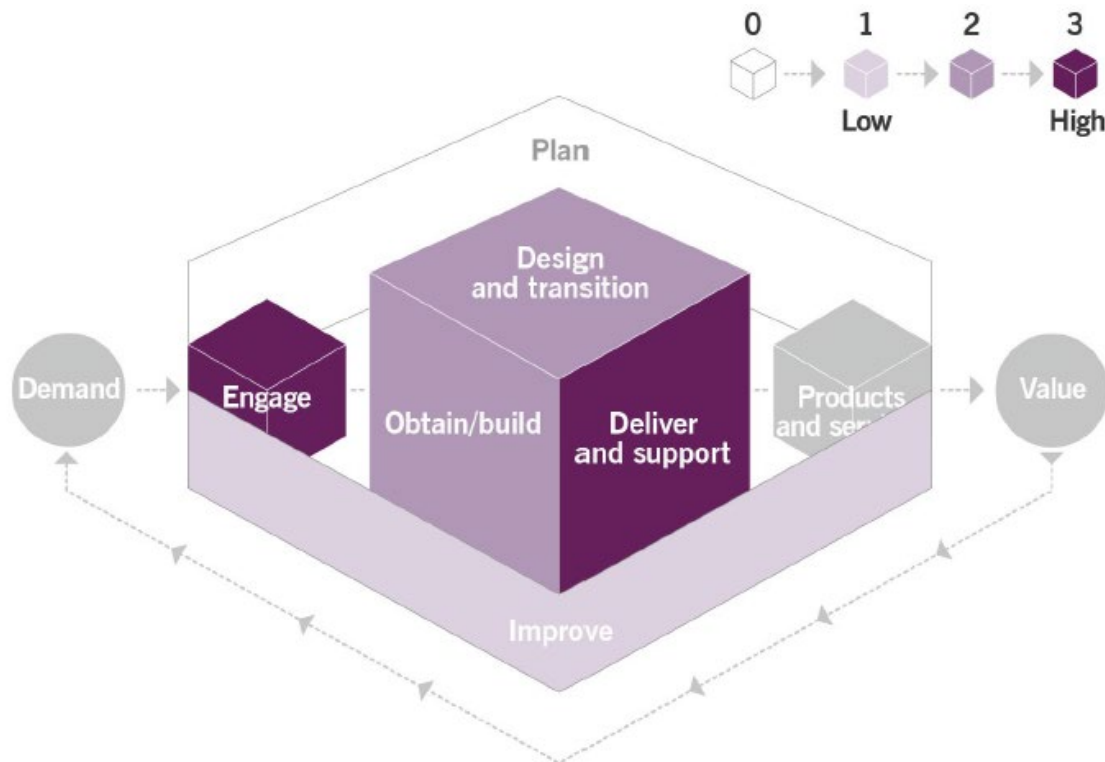 0 1 2 3
Low High
Plan
Design
and transition
Demand
Engage
Obtain/build
Deliver
and support
Products
and
Value
Improve